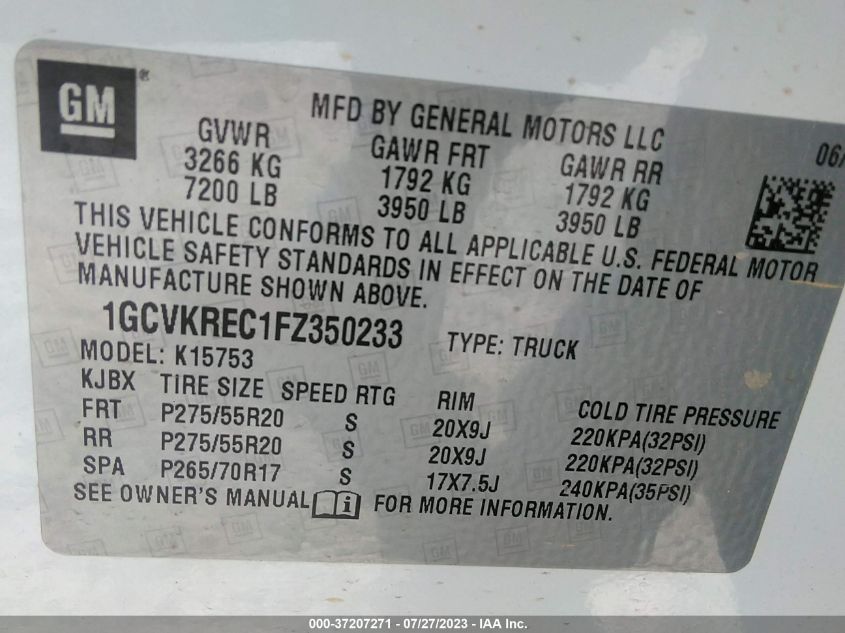 GM®
MFD BY GENERAL MOTORS LLC
06/
GVWR GAWR FRT GAWR RR
3266 KG 1792 KG 1792 KG
7200 LB 3950 LB 3950 LB
THIS VEHICLE CONFORMS TO ALL APPLICABLE U.S. FEDERAL MOTOR
VEHICLE SAFETY STANDARDS IN EFFECT ON THE DATE OF
MANUFACTURE SHOWN ABOVE.
1GCVKREC1FZ350233 TYPE: TRUCK
MODEL: K15753
KJBX TIRE SIZE SPEED RTG RIM COLD TIRE PRESSURE
FRT P275/55R20 S 20X9J 220KPA(32PSI)
RR P275/55R20 S 20X9J 220KPA(32PSI)
SPA P265/70R17 S 17X7.5J 240KPA(35PSI)
SEE OWNER'S MANUAL i FOR MORE INFORMATION.
000-37207271 - 07/27/2023 - IAA Inc.